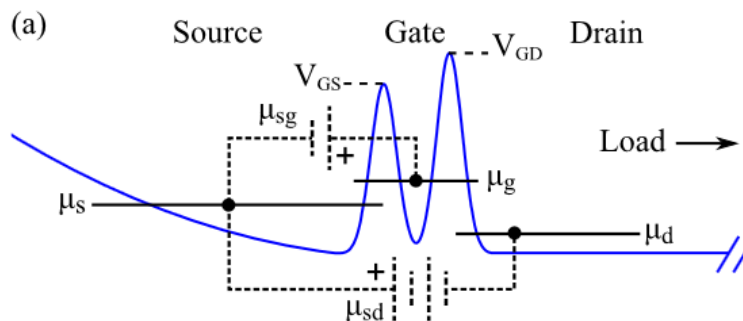 (a)
Source Gate Drain
V_GS
V_GD
μ_sg
+
Load
μ_s
μ_g
μ_d
+
μ_sd